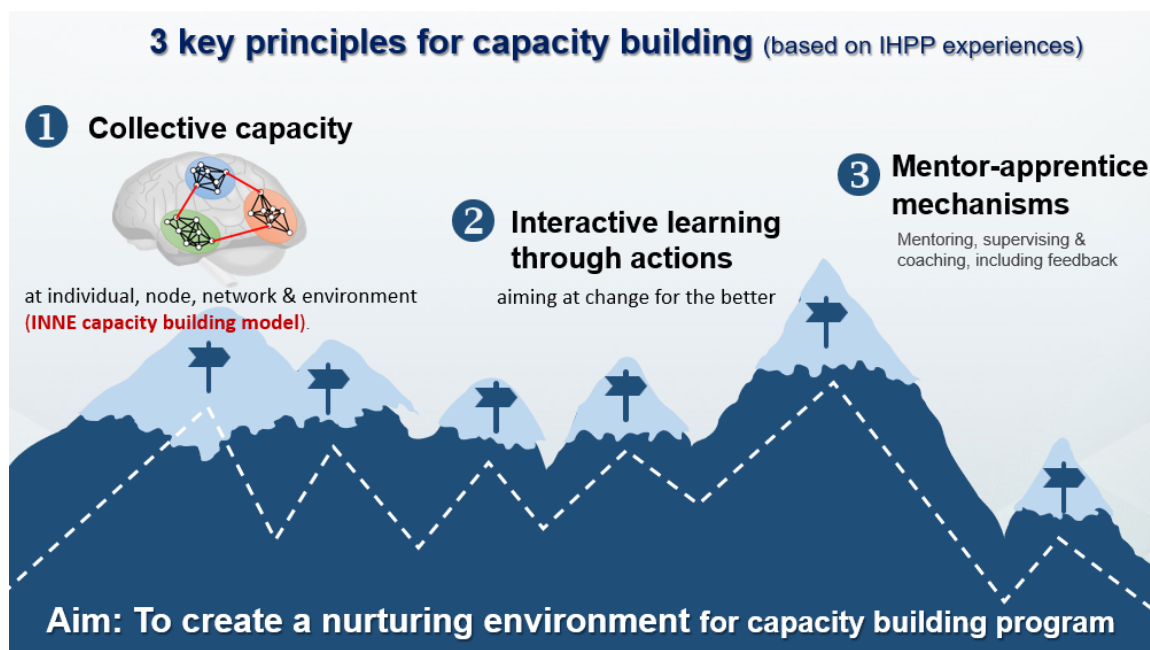 3 key principles for capacity building (based on IHPP experiences)
1 Collective capacity
at individual, node, network & environment
(INNE capacity building model).
2 Interactive learning
through actions
aiming at change for the better
3 Mentor-apprentice
mechanisms
Mentoring, supervising &
coaching, including feedback
Aim: To create a nurturing environment for capacity building program